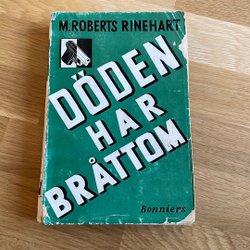 M. ROBERTS RINEHART
DÖDEN
HAR
BRÅTTOM
Bonniers